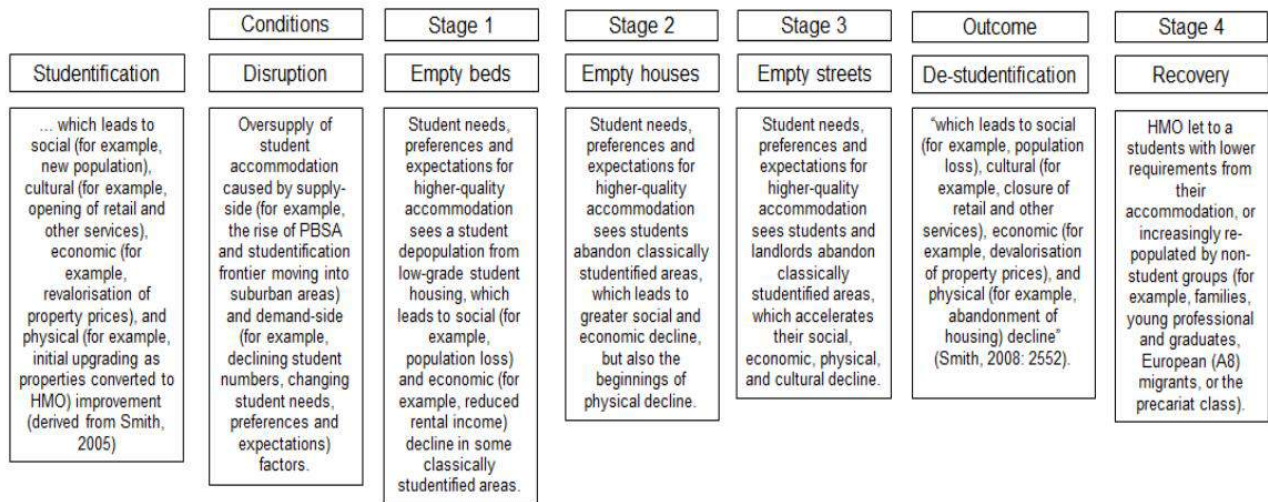 Conditions
Stage 1
Stage 2
Stage 3
Outcome
Stage 4
Studentification
Disruption
Empty beds
Empty houses
Empty streets
De-studentification
Recovery
... which leads to
social (for example,
new population),
cultural (for example,
opening of retail and
other services),
economic (for
example,
revalorisation of
property prices), and
physical (for example,
initial upgrading as
properties converted to
HMO) improvement
(derived from Smith,
2005)
Oversupply of
student
accommodation
caused by supply-
side (for example,
the rise of PBSA
and studentification
frontier moving into
suburban areas)
and demand-side
(for example,
declining student
numbers, changing
student needs,
preferences and
expectations)
factors.
Student needs,
preferences and
expectations for
higher-quality
accommodation
sees a student
depopulation from
low-grade student
housing, which
leads to social (for
example,
population loss)
and economic (for
example, reduced
rental income)
decline in some
classically
studentified areas.
Student needs,
preferences and
expectations for
higher-quality
accommodation
sees students
abandon classically
studentified areas,
which leads to
greater social and
economic decline,
but also the
beginnings of
physical decline.
Student needs,
preferences and
expectations for
higher-quality
accommodation
sees students and
landlords abandon
classically
studentified areas,
which accelerates
their social,
economic, physical,
and cultural decline.
“which leads to social
(for example, population
loss), cultural (for
example, closure of
retail and other
services), economic (for
example, devalorisation
of property prices), and
physical (for example,
abandonment of
housing) decline”
(Smith, 2008: 2552).
HMO let to a
students with lower
requirements from
their
accommodation, or
increasingly re-
populated by non-
student groups (for
example, families,
young professional
and graduates,
European (A8)
migrants, or the
precariat class).